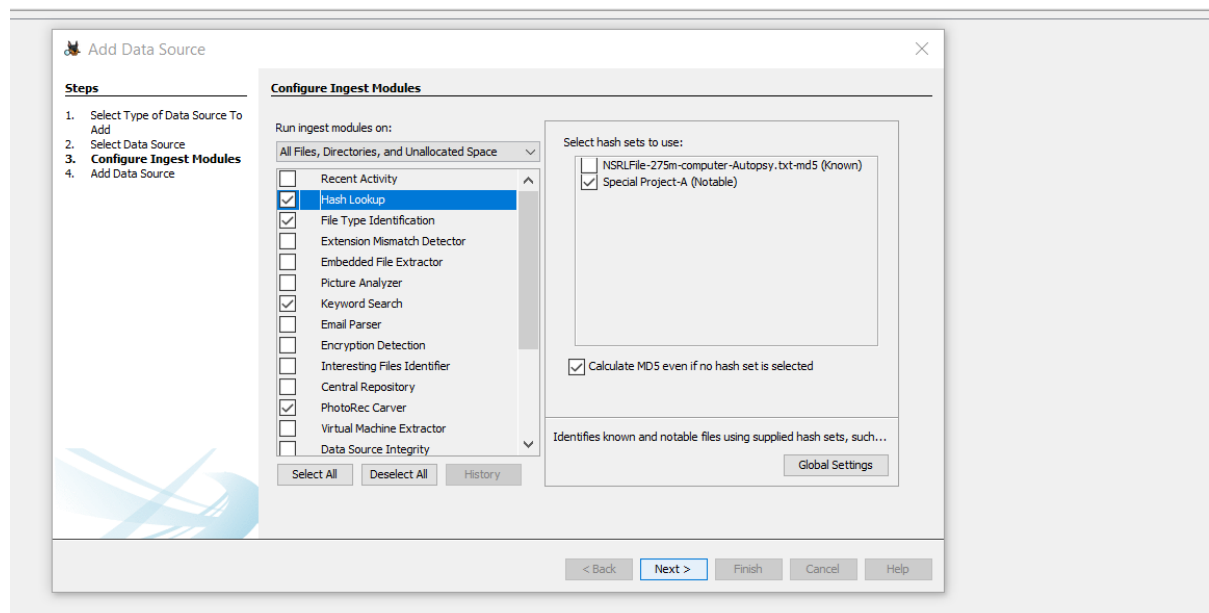 Add Data Source
Steps
1. Select Type of Data Source To
Add
2. Select Data Source
3. Configure Ingest Modules
4. Add Data Source
Configure Ingest Modules
Run ingest modules on:
All Files, Directories, and Unallocated Space
Recent Activity
Hash Lookup
File Type Identification
Extension Mismatch Detector
Embedded File Extractor
Picture Analyzer
Keyword Search
Email Parser
Encryption Detection
Interesting Files Identifier
Central Repository
PhotoRec Carver
Virtual Machine Extractor
Data Source Integrity
Select All Deselect All History
Select hash sets to use:
NSRLFile-275m-computer-Autopsy.txt-md5 (Known)
Special Project-A (Notable)
Calculate MD5 even if no hash set is selected
Identifies known and notable files using supplied hash sets, such...
Global Settings
< Back Next > Finish Cancel Help